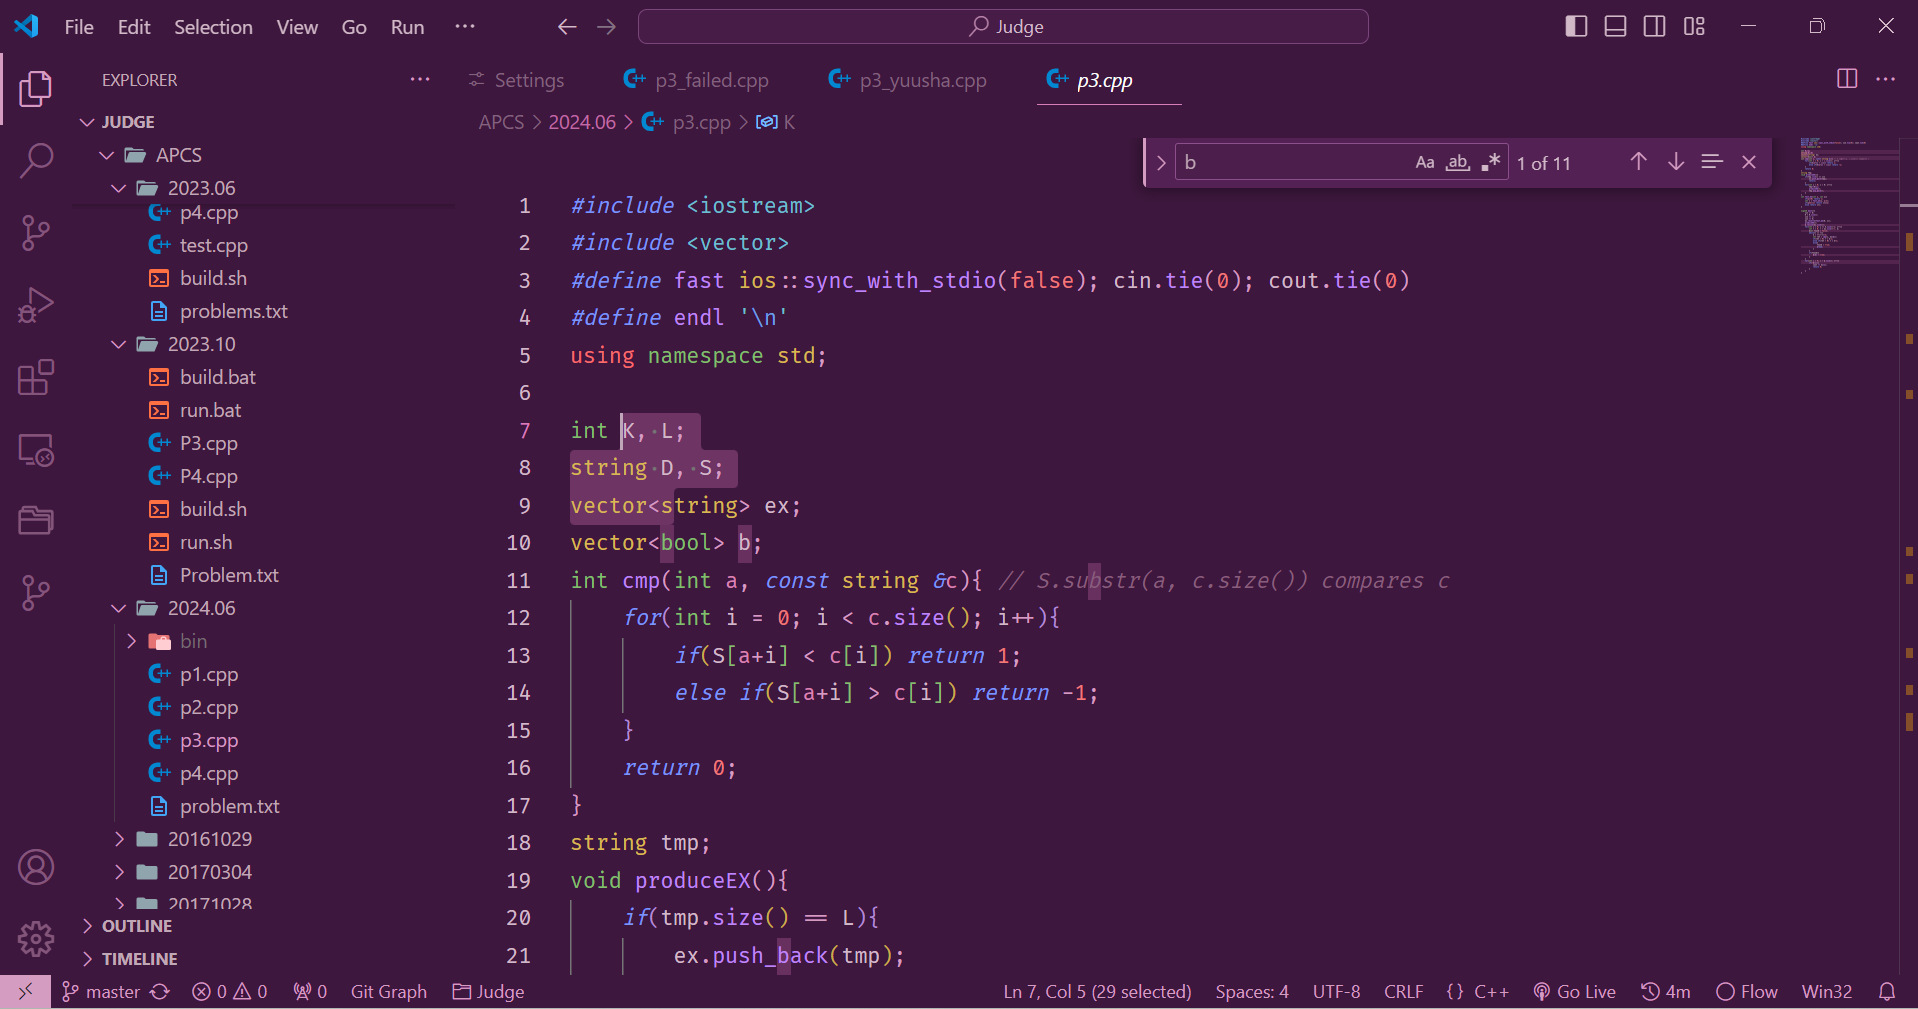 File Edit Selection View Go Run ··· Judge
EXPLORER ···
JUDGE
APCS
2023.06
p4.cpp
test.cpp
build.sh
problems.txt
2023.10
build.bat
run.bat
P3.cpp
P4.cpp
build.sh
run.sh
Problem.txt
2024.06
bin
p1.cpp
p2.cpp
p3.cpp
p4.cpp
problem.txt
20161029
20170304
20171028
OUTLINE
TIMELINE
Settings p3_failed.cpp p3_yuusha.cpp p3.cpp
APCS > 2024.06 > p3.cpp > K
b Aa ab .* 1 of 11
1 #include <iostream>
2 #include <vector>
3 #define fast ios::sync_with_stdio(false); cin.tie(0); cout.tie(0)
4 #define endl '\n'
5 using namespace std;
6
7 int K, L;
8 string D, S;
9 vector<string> ex;
10 vector<bool> b;
11 int cmp(int a, const string &c){ // S.substr(a, c.size()) compares c
12 for(int i = 0; i < c.size(); i++){
13 if(S[a+i] < c[i]) return 1;
14 else if(S[a+i] > c[i]) return -1;
15 }
16 return 0;
17 }
18 string tmp;
19 void produceEX(){
20 if(tmp.size() == L){
21 ex.push_back(tmp);
master 0 0 0 Git Graph Judge Ln 7, Col 5 (29 selected) Spaces: 4 UTF-8 CRLF {} C++ Go Live 4m Flow Win32